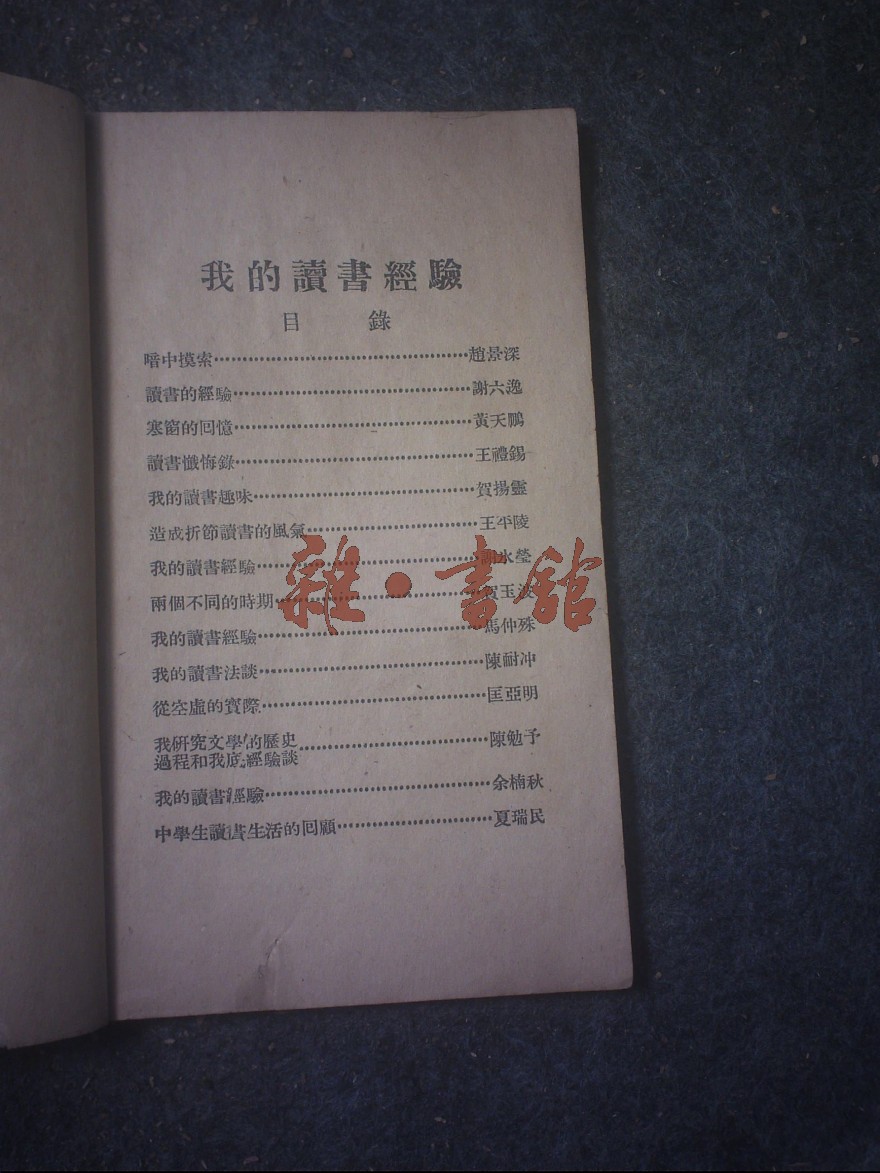 我的讀書經驗
目 錄
暗中摸索……………………………………趙景深
讀書的經驗……………………………………謝六逸
寒窗的回憶……………………………………黃天鵬
讀書懺悔錄……………………………………王禮錫
我的讀書趣味……………………………………賀揚靈
造成折節讀書的風氣……………………………………王平陵
我的讀書經驗……………………………………謝冰瑩
兩個不同的時期……………………………………賀玉波
我的讀書經驗……………………………………馬仲殊
我的讀書法談……………………………………陳耐冲
從空虛的實際……………………………………匡亞明
我研究文學的歷史……………………………………陳勉予
過程和我底經驗談
我的讀書經驗……………………………………余楠秋
中學生讀書生活的回顧……………………………………夏瑞民
雜·書舘